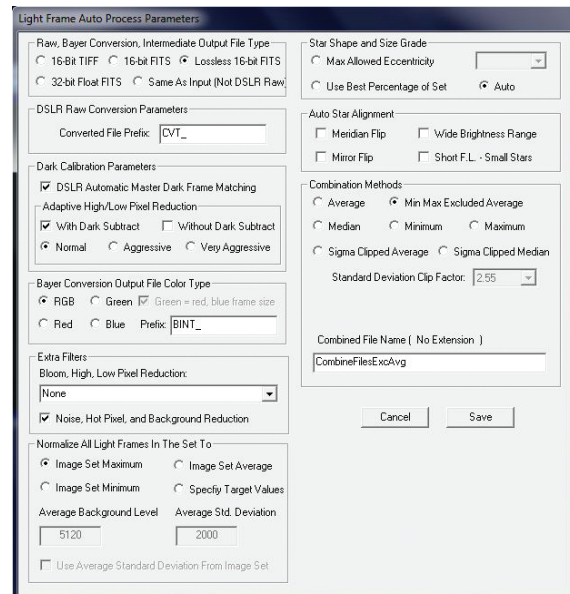 Light Frame Auto Process Parameters
Raw, Bayer Conversion, Intermediate Output File Type
16-Bit TIFF 16-bit FITS Lossless 16-bit FITS
32-bit Float FITS Same As Input (Not DSLR Raw)
DSLR Raw Conversion Parameters
Converted File Prefix: CVT_
Dark Calibration Parameters
DSLR Automatic Master Dark Frame Matching
Adaptive High/Low Pixel Reduction
With Dark Subtract Without Dark Subtract
Normal Aggressive Very Aggressive
Bayer Conversion Output File Color Type
RGB Green Green = red, blue frame size
Red Blue Prefix: BINT_
Extra Filters
Bloom, High, Low Pixel Reduction:
None
Noise, Hot Pixel, and Background Reduction
Normalize All Light Frames In The Set To
Image Set Maximum Image Set Average
Image Set Minimum Specfiy Target Values
Average Background Level Average Std. Deviation
5120 2000
Use Average Standard Deviation From Image Set
Star Shape and Size Grade
Max Allowed Eccentricity
Use Best Percentage of Set Auto
Auto Star Alignment
Meridian Flip Wide Brightness Range
Mirror Flip Short F.L. - Small Stars
Combination Methods
Average Min Max Excluded Average
Median Minimum Maximum
Sigma Clipped Average Sigma Clipped Median
Standard Deviation Clip Factor: 2.55
Combined File Name ( No Extension )
CombineFilesExcAvg
Cancel Save